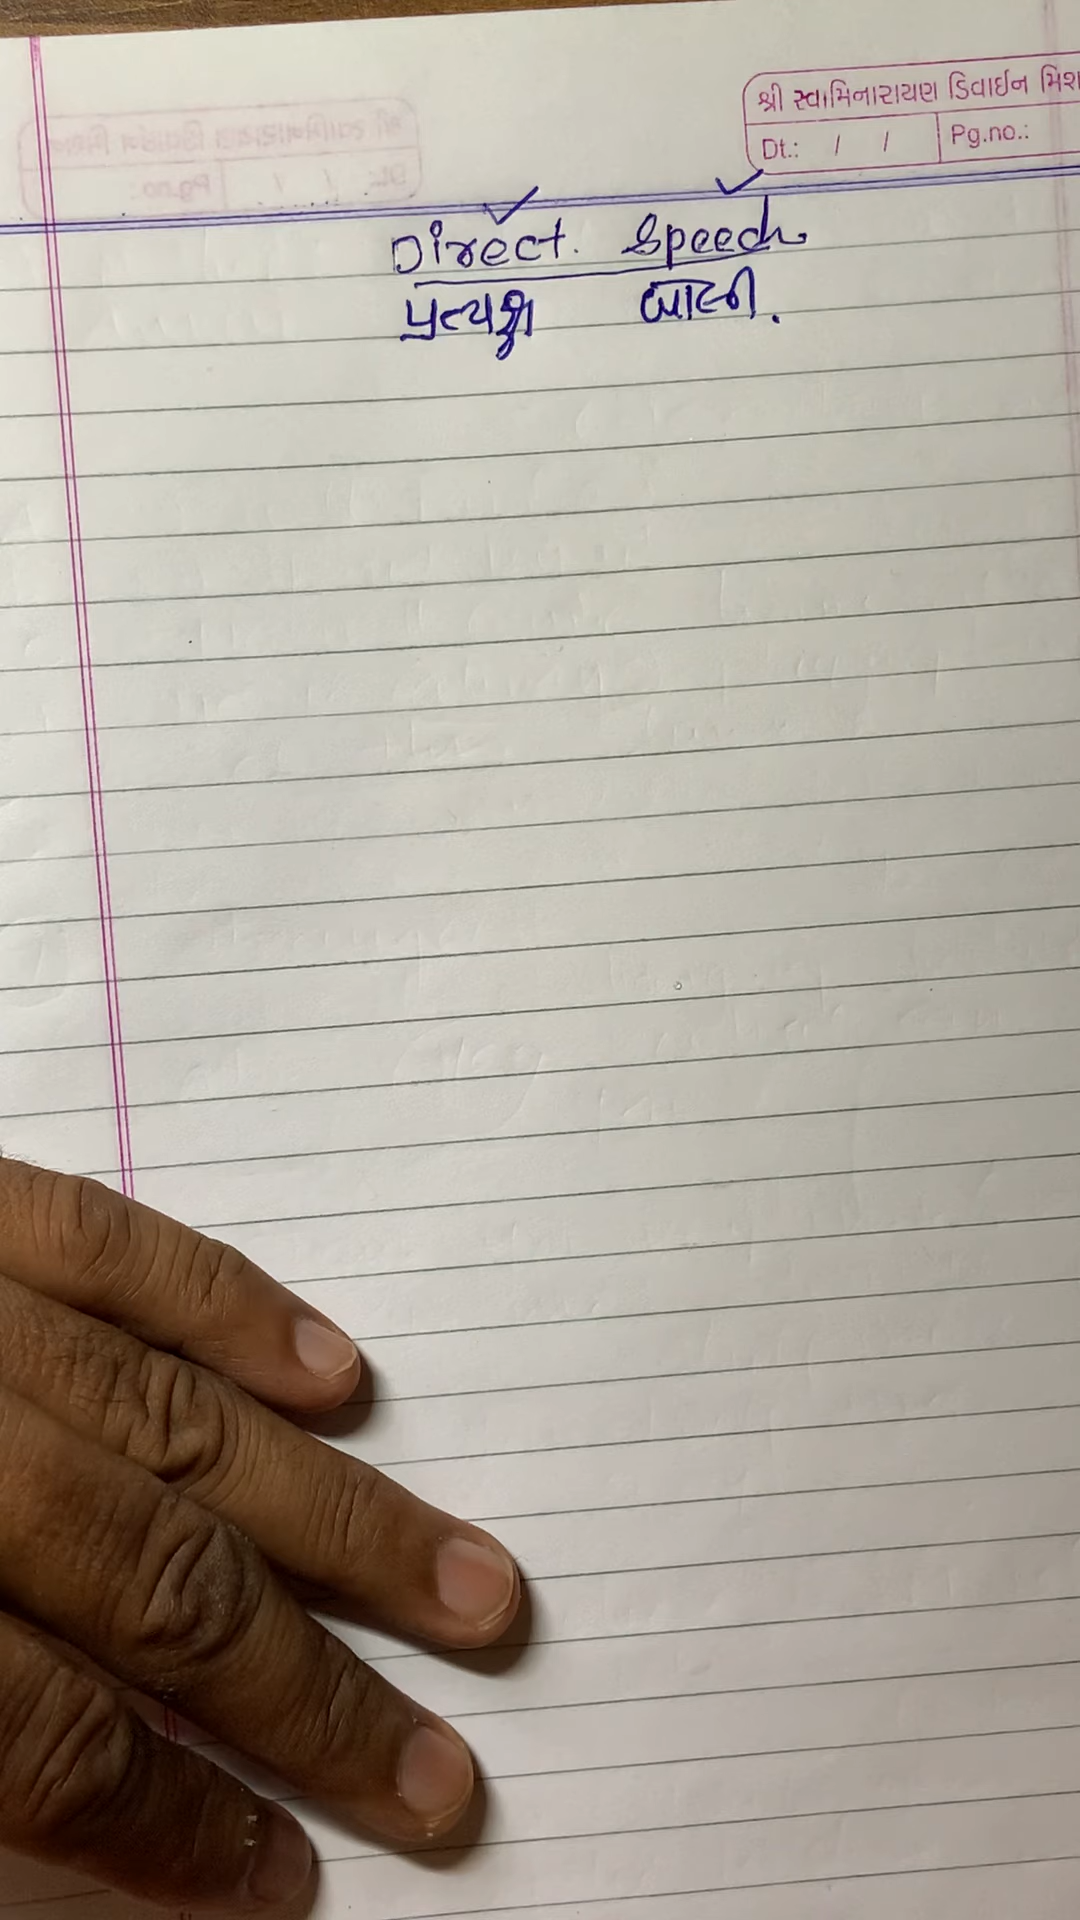 શ્રી સ્વામિનારાયણ ડિવાઈન મિશ
Dt.: / / Pg.no.:
Direct. Speech
પ્રત્યક્ષ બોલી.